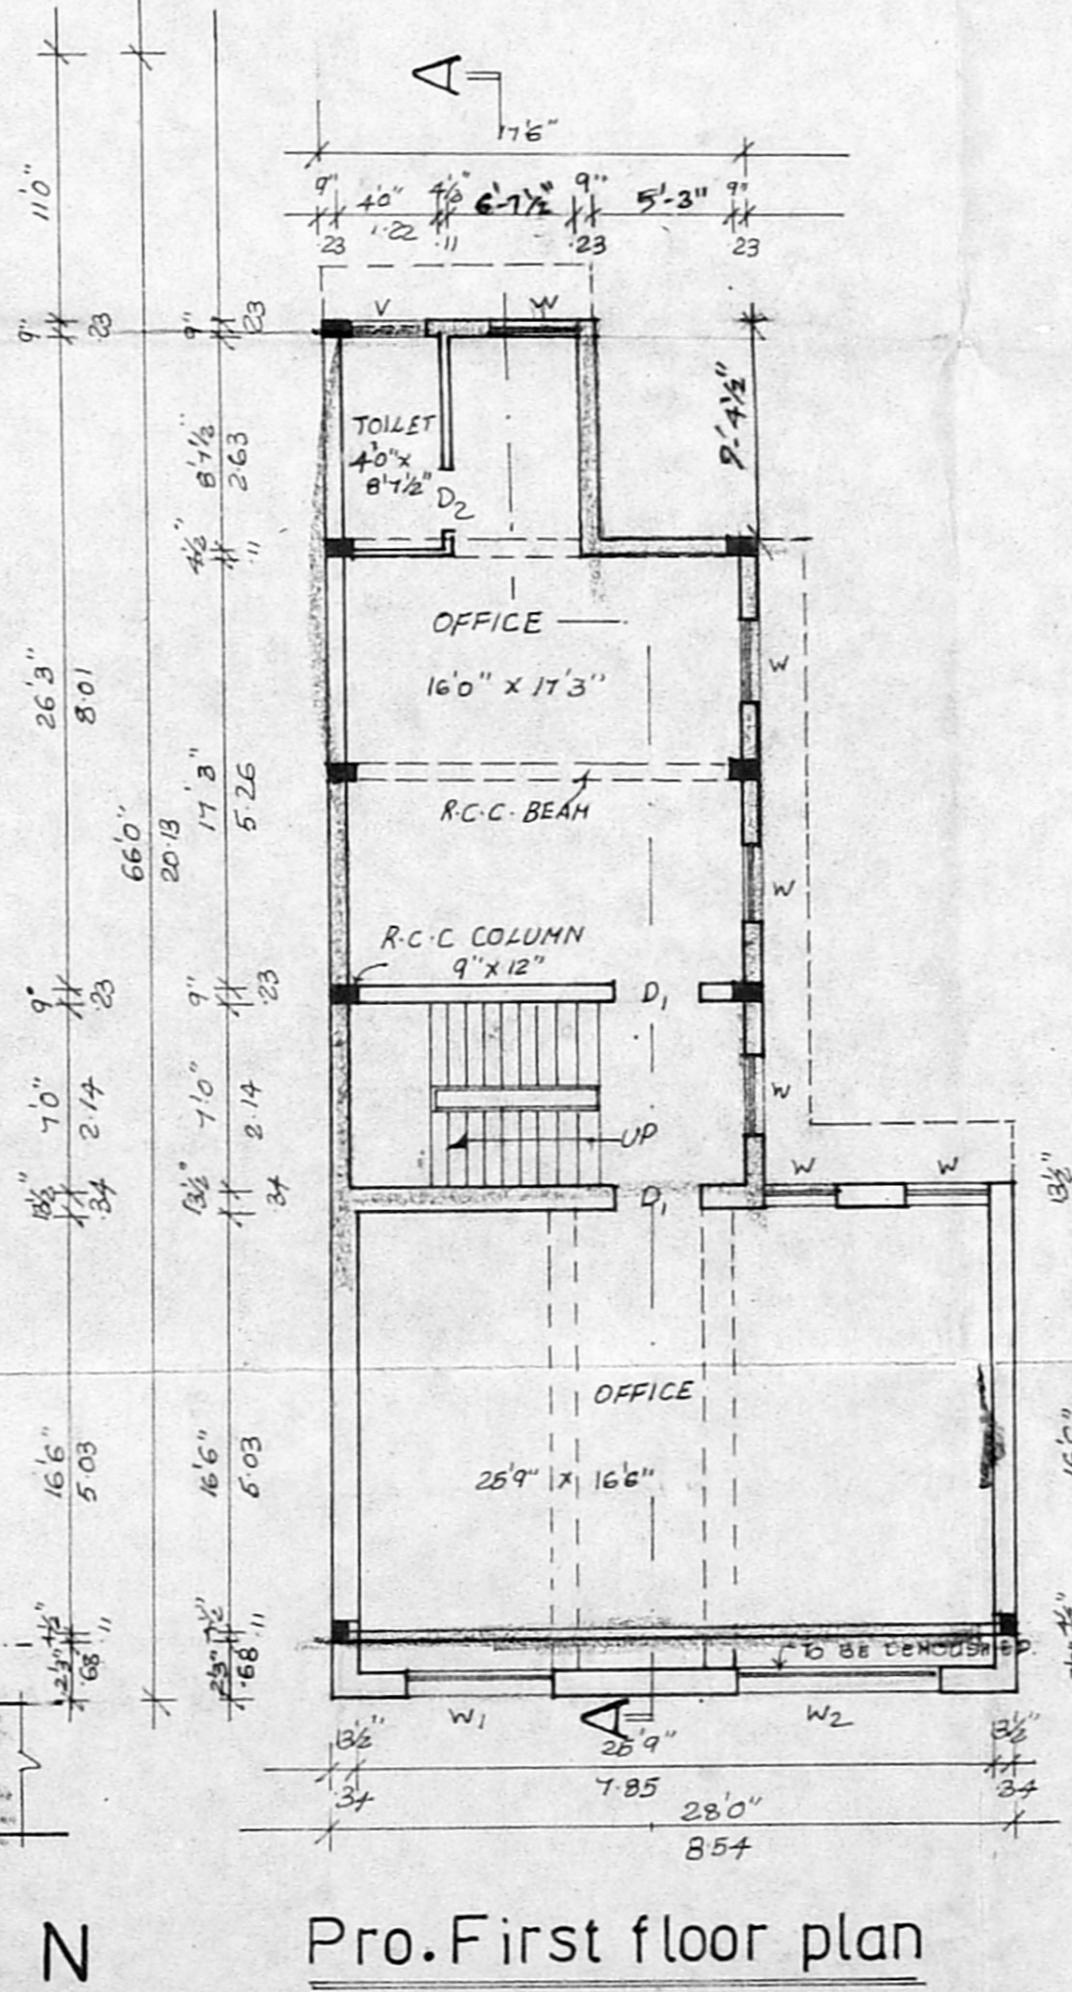 A
17'6"
9" 4'0" 4½" 6'-7½" 9" 5'-3" 9"
.23 1.22 .11 .23 .23
11'0"
9" .23 9" .23
V W
9'-4½"
TOILET
4'0" x
8'7½"
D2
8'7½" 2.63
4½" .11
OFFICE
16'0" x 17'3"
W
26'3" 8.01
17'3" 5.26
66'0" 20.13
R.C.C. BEAM
W
R.C.C COLUMN
9" x 12"
9" .23 9" .23
D1
7'0" 2.14 7'0" 2.14
W
UP
13½" .34 13½" .34
D1
W W
13½"
OFFICE
25'9" x 16'6"
16'6" 5.03 16'6" 5.03
2'3" .68 .11 2'3" .68 .11
TO BE DEMOLISHED.
W1 A W2
13½" 25'9" 13½"
.34 7.85 .34
28'0"
8.54
N
Pro. First floor plan